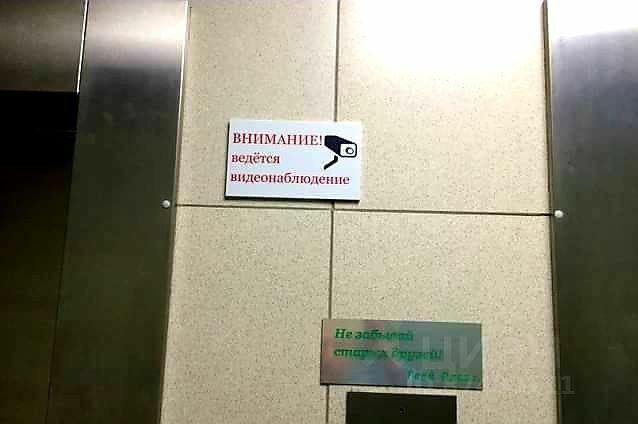 ВНИМАНИЕ!
ведётся
видеонаблюдение
Не забывай
старых друзей!